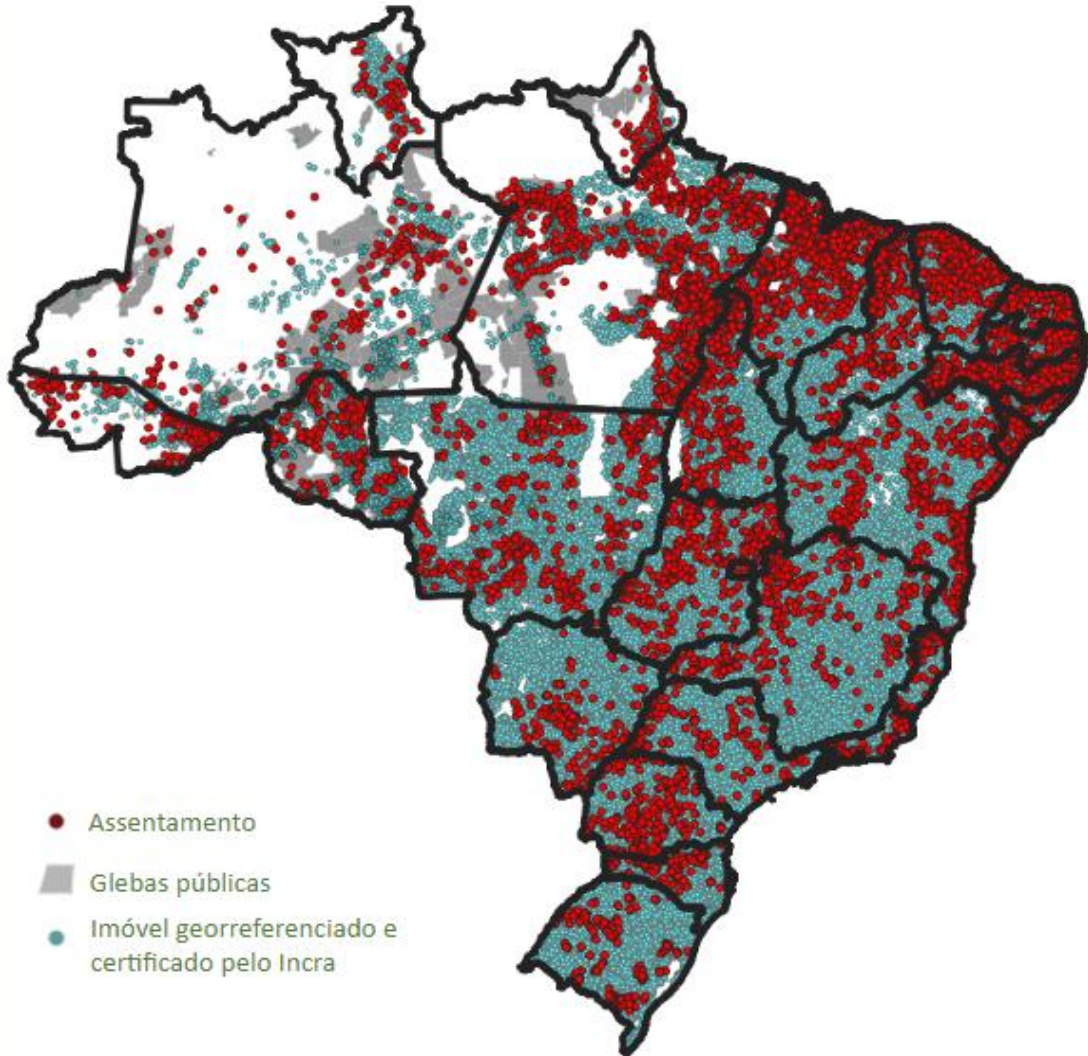 Assentamento
Glebas públicas
Imóvel georreferenciado e
certificado pelo Incra